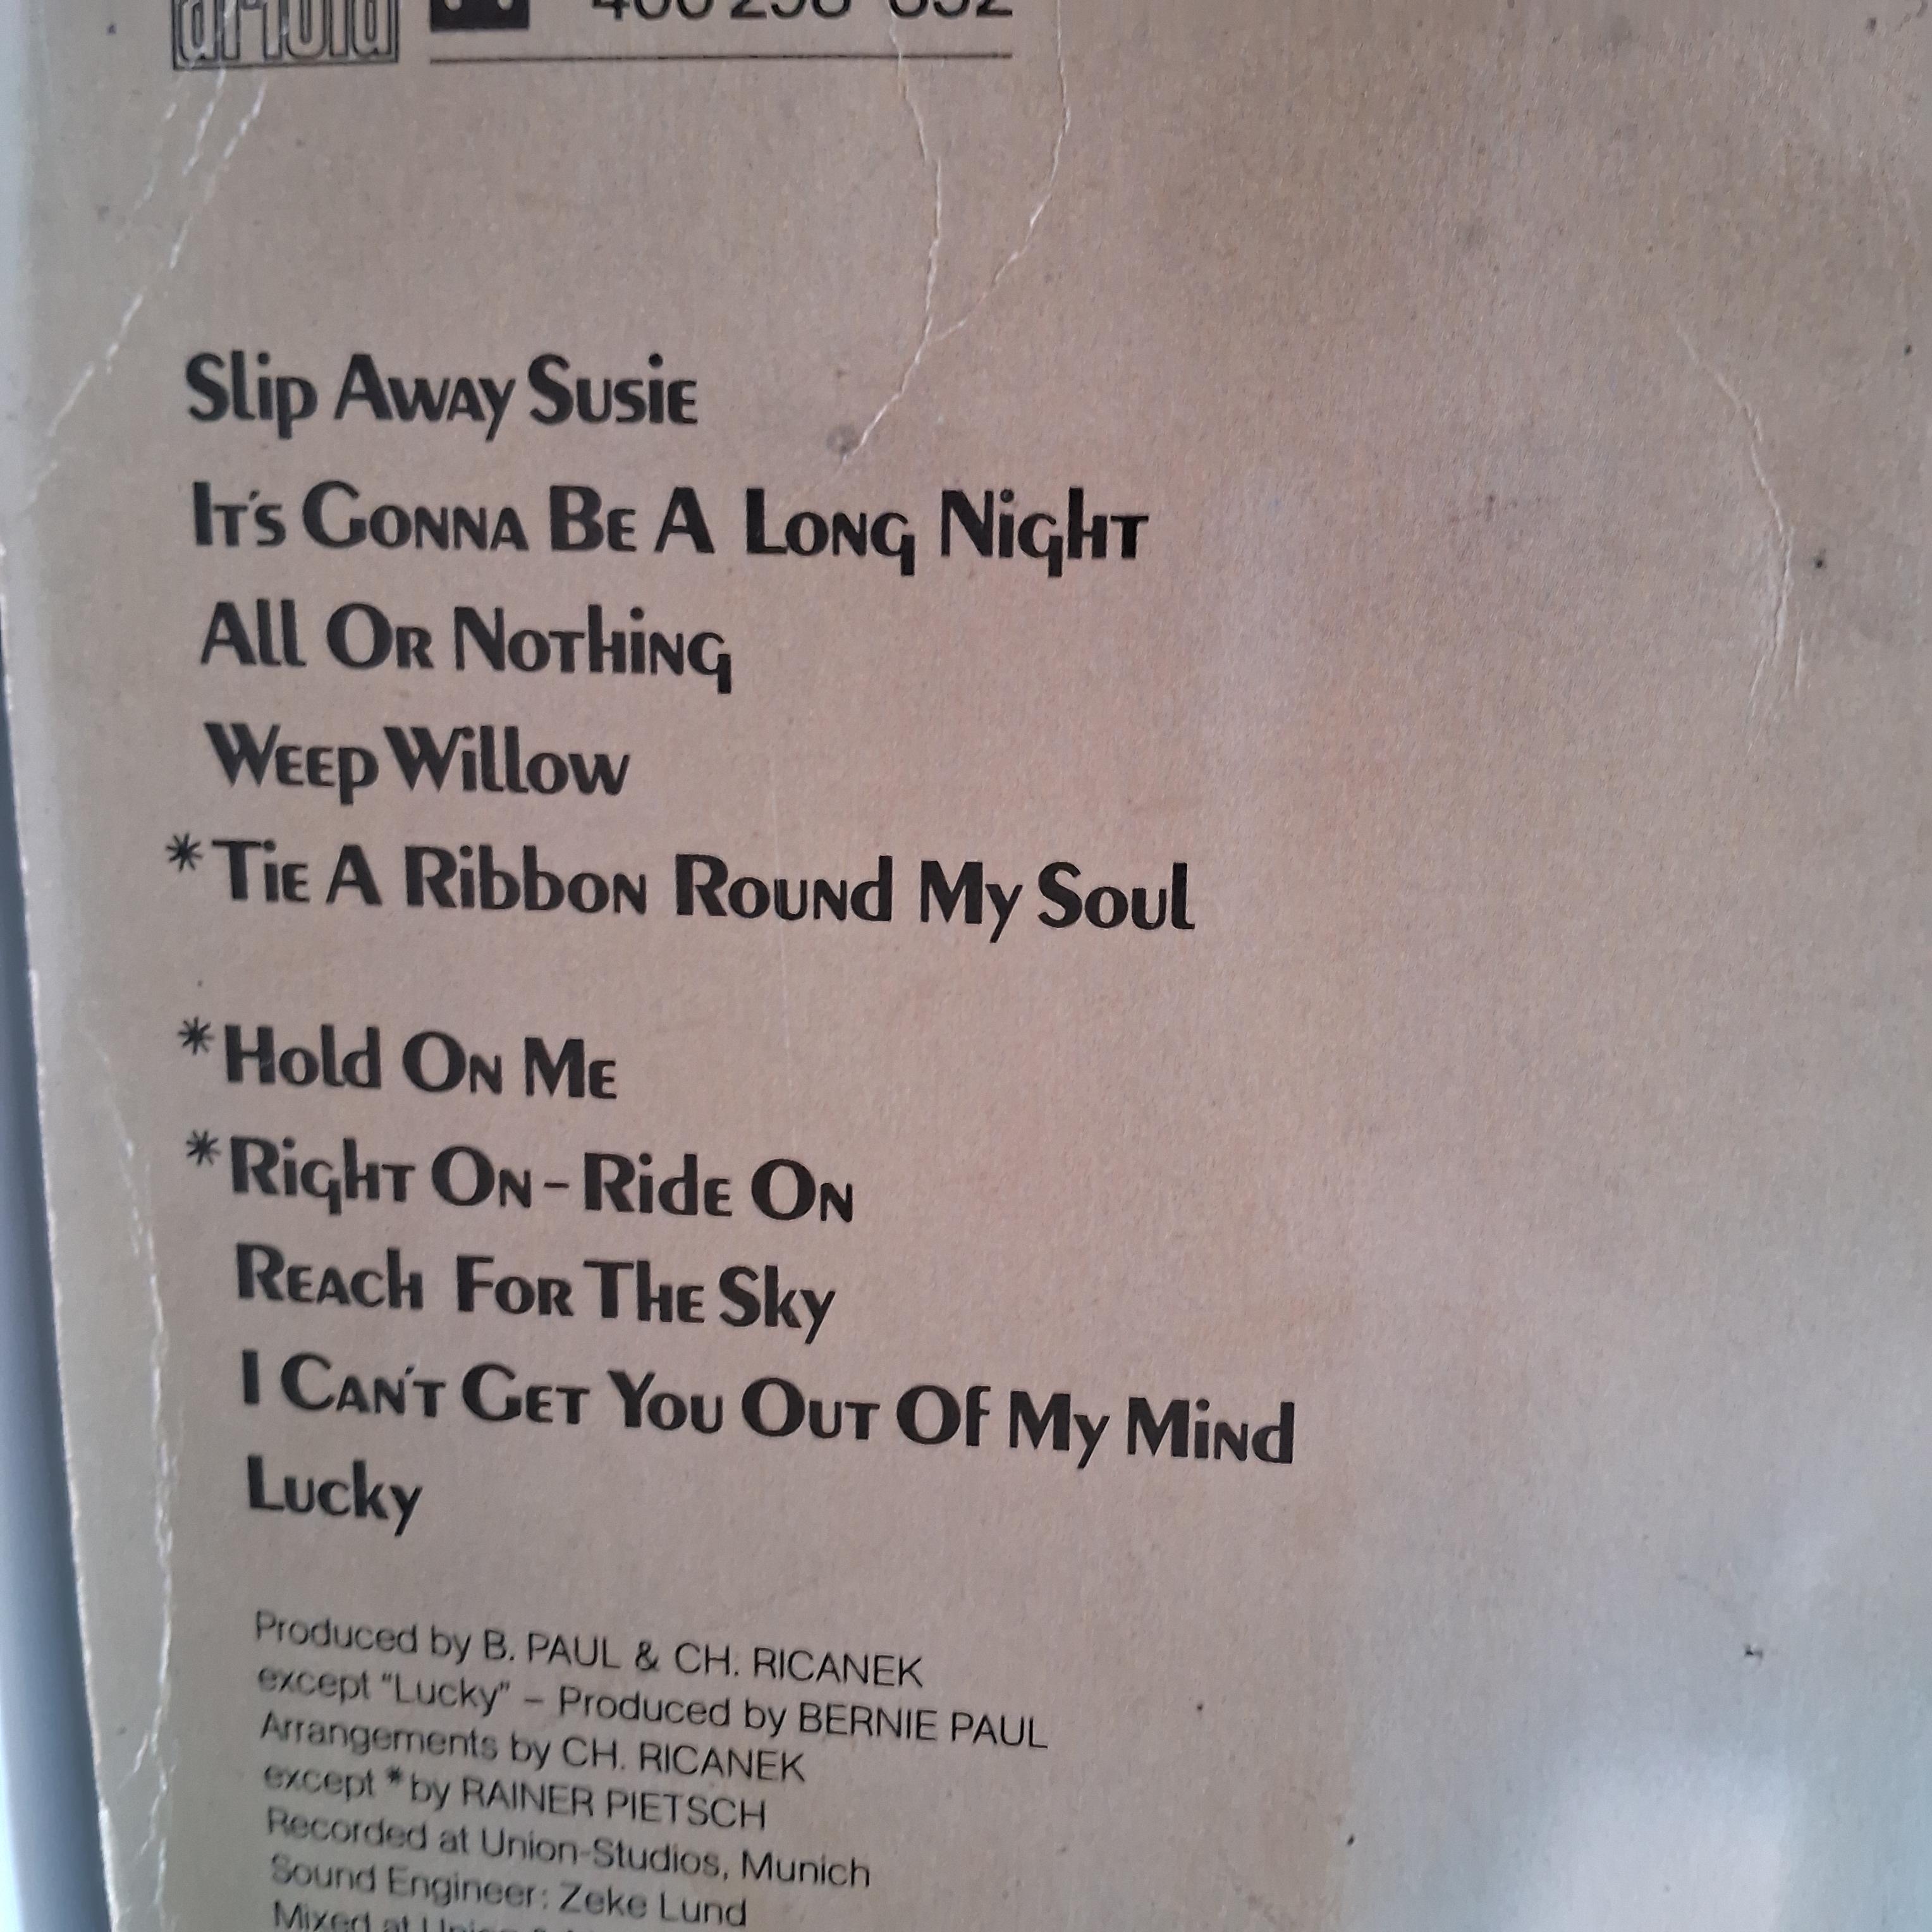 ariola
Slip Away Susie
It's Gonna Be A Long Night
All Or Nothing
Weep Willow
*Tie A Ribbon Round My Soul
*Hold On Me
*Right On-Ride On
Reach For The Sky
I Can't Get You Out Of My Mind
Lucky
Produced by B. PAUL & CH. RICANEK
except "Lucky" – Produced by BERNIE PAUL
Arrangements by CH. RICANEK
except * by RAINER PIETSCH
Recorded at Union-Studios, Munich
Sound Engineer: Zeke Lund
Mixed at